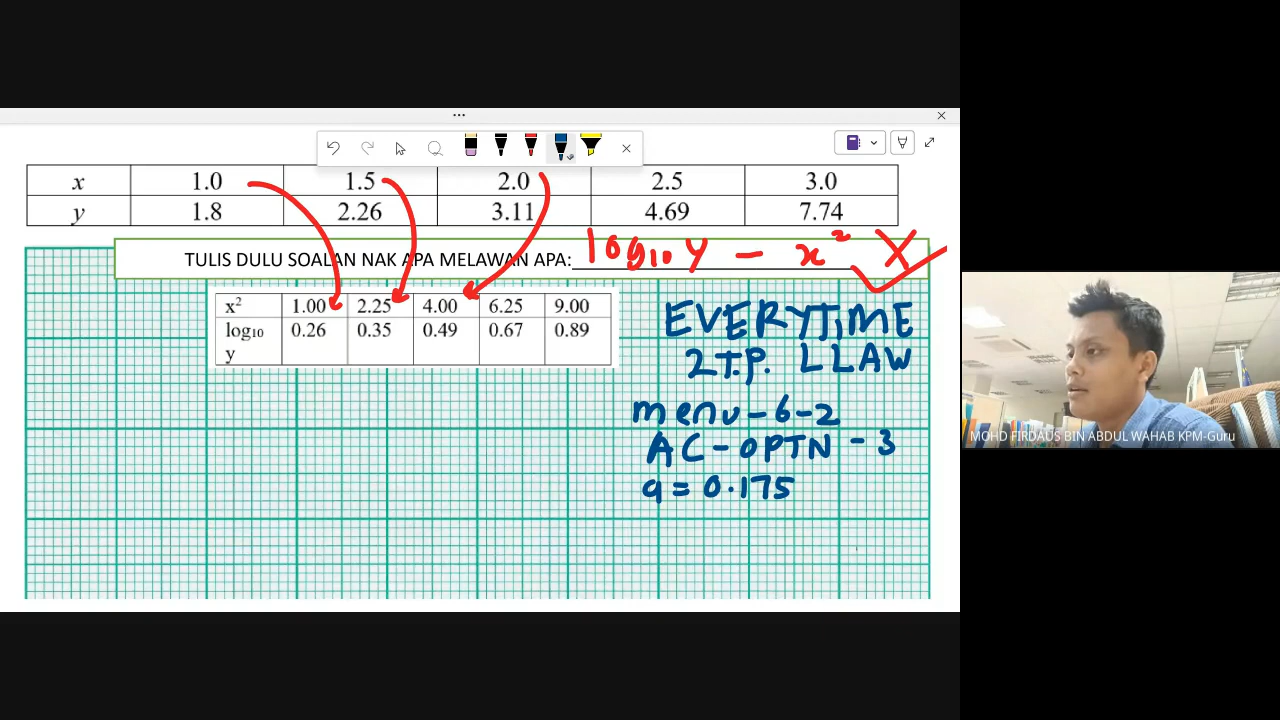 x 1.0 1.5 2.0 2.5 3.0
y 1.8 2.26 3.11 4.69 7.74
TULIS DULU SOALAN NAK APA MELAWAN APA: log10 y - x² X
x² 1.00 2.25 4.00 6.25 9.00
log10 0.26 0.35 0.49 0.67 0.89
y
EVERYTIME
2T.P. LLAW
menu-6-2
AC-OPTN-3
a = 0.175
MOHD FIRDAUS BIN ABDUL WAHAB KPM-Guru